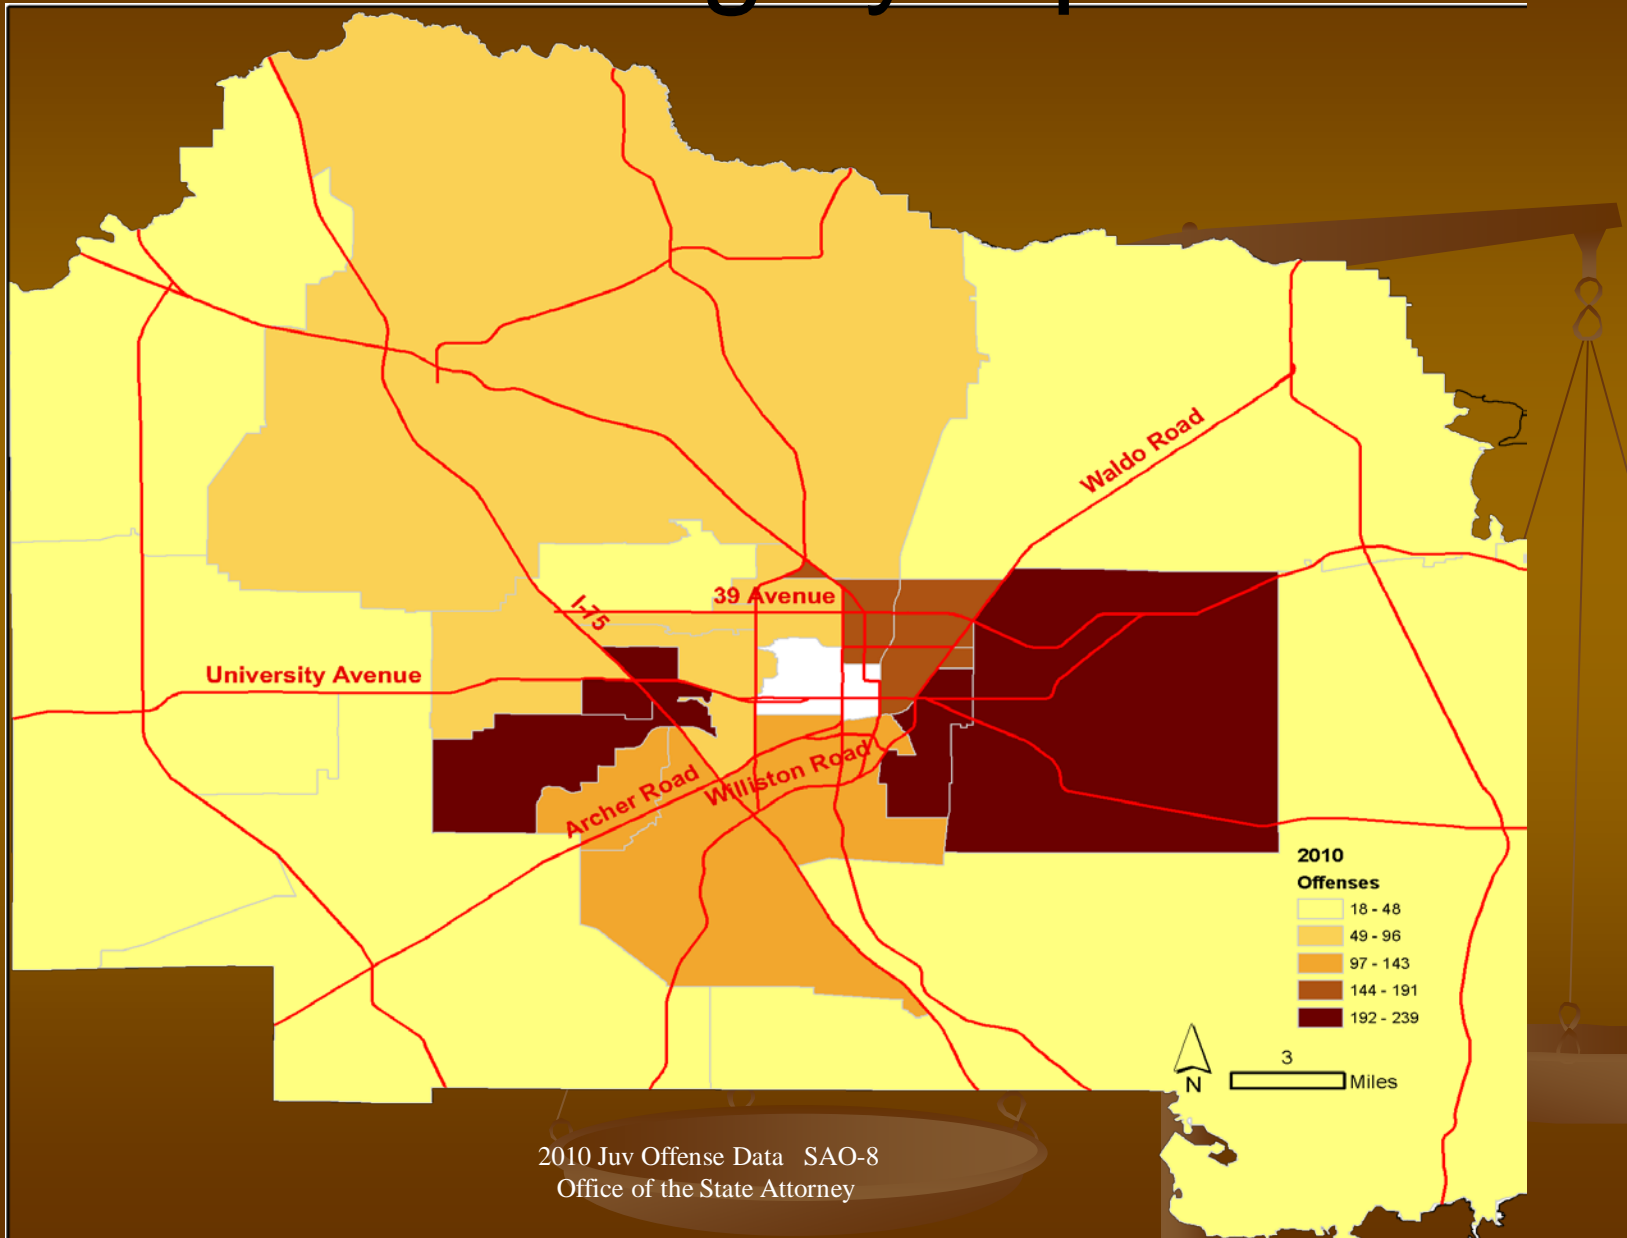 Waldo Road
39 Avenue
I-75
University Avenue
Archer Road
Williston Road
2010
Offenses
18 - 48
49 - 96
97 - 143
144 - 191
192 - 239
3
N
Miles
2010 Juv Offense Data SAO-8
Office of the State Attorney